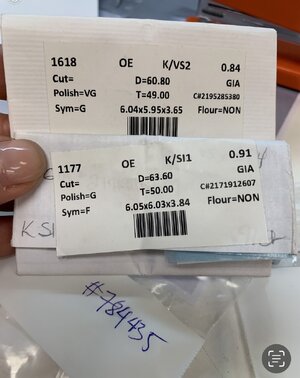 1618 OE K/VS2 0.84
Cut= D=60.80 GIA
Polish=VG T=49.00 C#2195285380
Sym=G 6.04x5.95x3.65 Flour=NON
1177 OE K/SI1 0.91
Cut= D=63.60 GIA
Polish=G T=50.00 C#2171912607
Sym=F 6.05x6.03x3.84 Flour=NON
K
#784435